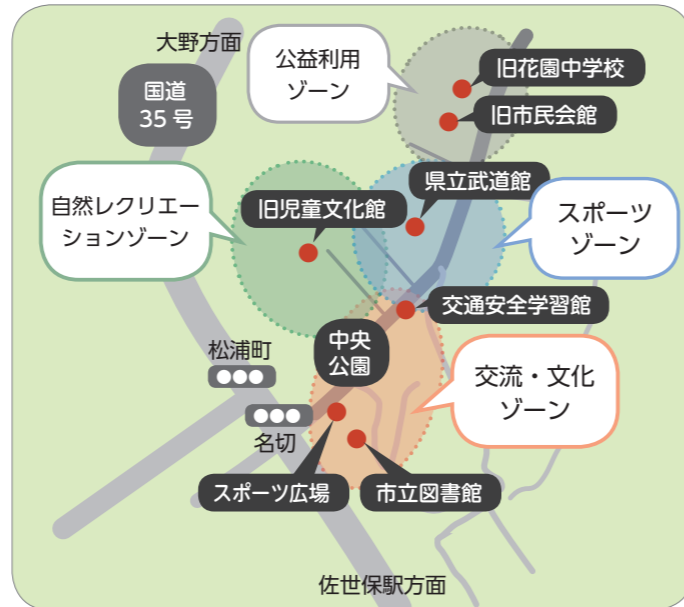 大野方面
国道
35号
公益利用
ゾーン
旧花園中学校
旧市民会館
自然レクリエー
ションゾーン
旧児童文化館
県立武道館
スポーツ
ゾーン
交通安全学習館
中央
公園
松浦町
名切
交流・文化
ゾーン
スポーツ広場
市立図書館
佐世保駅方面